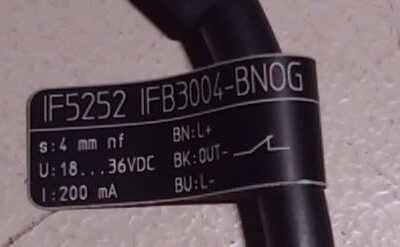 IF5252 IFB3004-BNOG
s:4 mm nf BN:L+
U:18...36VDC BK:OUT-
I:200 mA BU:L-